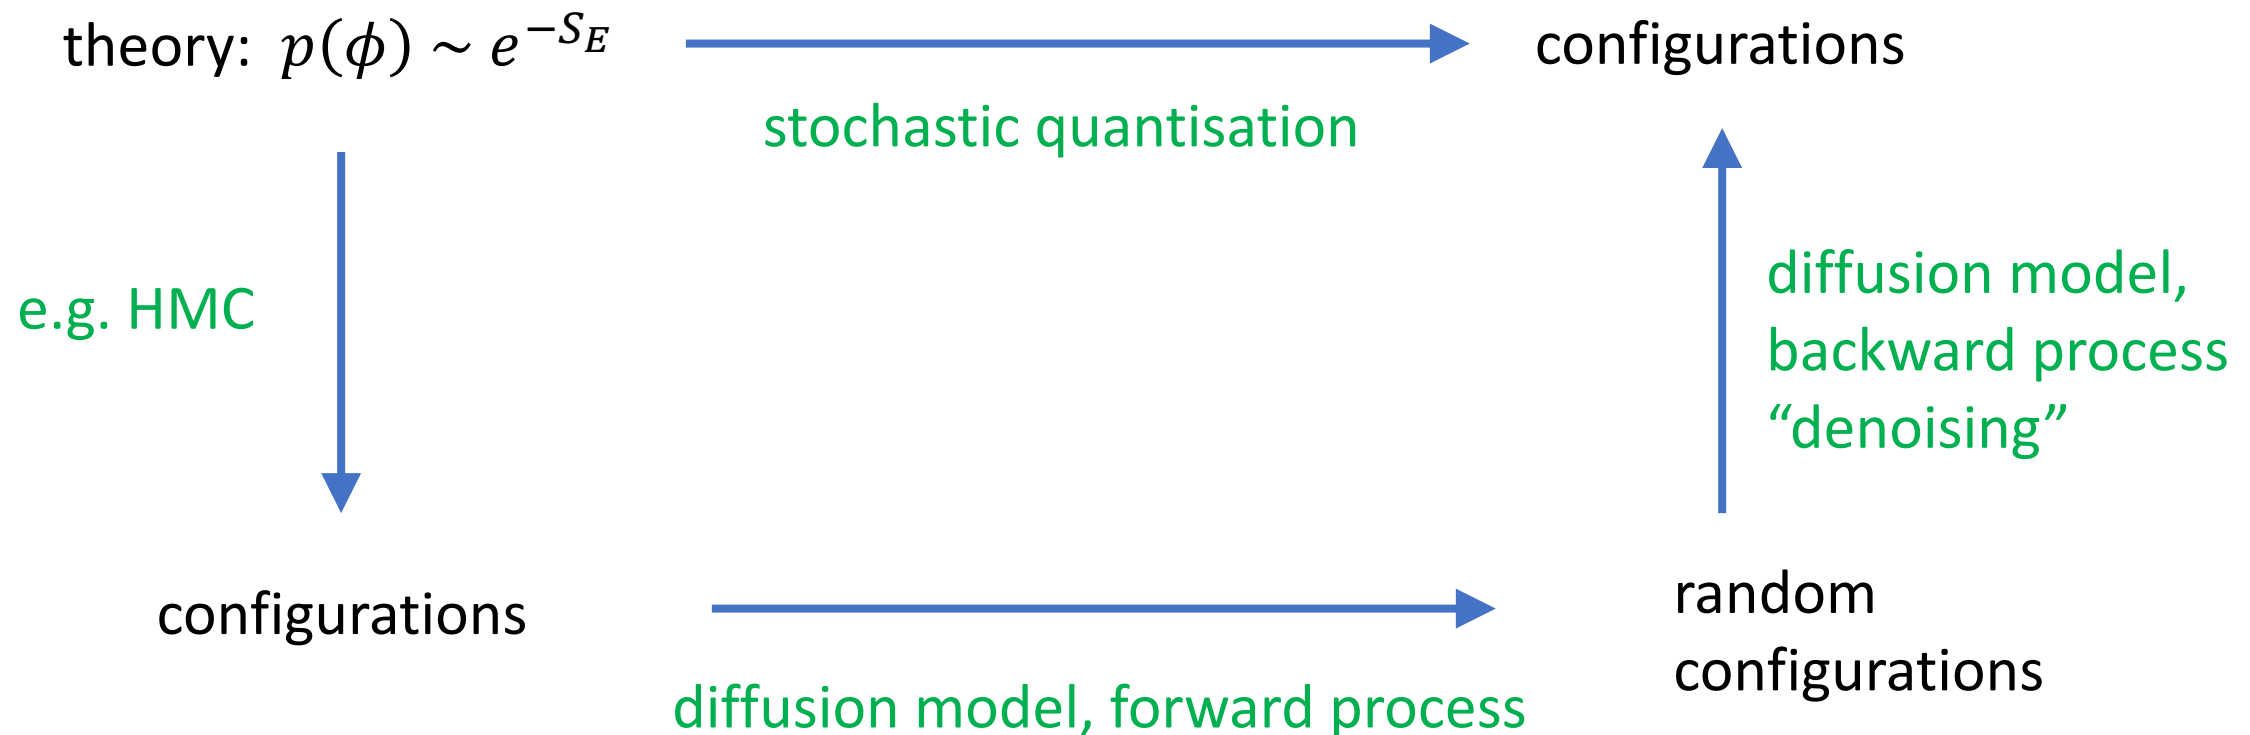 theory: p(ϕ) ~ e^{−S_E}
configurations
stochastic quantisation
e.g. HMC
diffusion model,
backward process
“denoising”
configurations
random
configurations
diffusion model, forward process